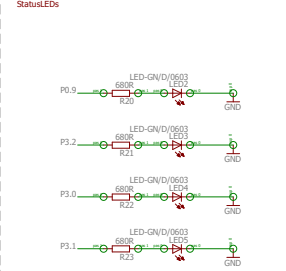 StatusLEDs
LED-GN/D/0603
680R
LED2
P0.9
R20
GND
LED-GN/D/0603
680R
LED3
P3.2
R21
GND
LED-GN/D/0603
680R
LED4
P3.0
R22
GND
LED-GN/D/0603
680R
LED5
P3.1
R23
GND